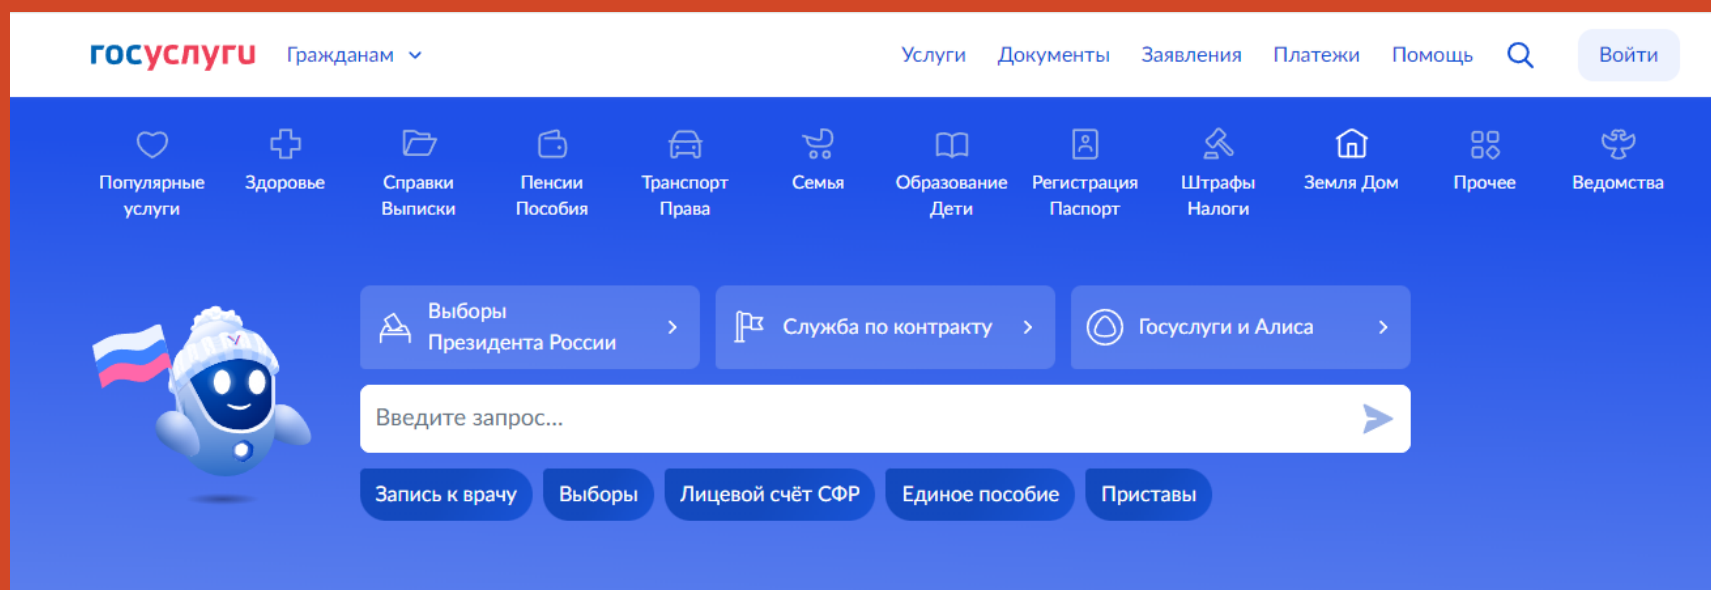 госуслуги
Гражданам
Услуги
Документы
Заявления
Платежи
Помощь
Войти
Популярные
услуги
Здоровье
Справки
Выписки
Пенсии
Пособия
Транспорт
Права
Семья
Образование
Дети
Регистрация
Паспорт
Штрафы
Налоги
Земля Дом
Прочее
Ведомства
Выборы
Президента России
Служба по контракту
Госуслуги и Алиса
Введите запрос...
Запись к врачу
Выборы
Лицевой счёт СФР
Единое пособие
Приставы